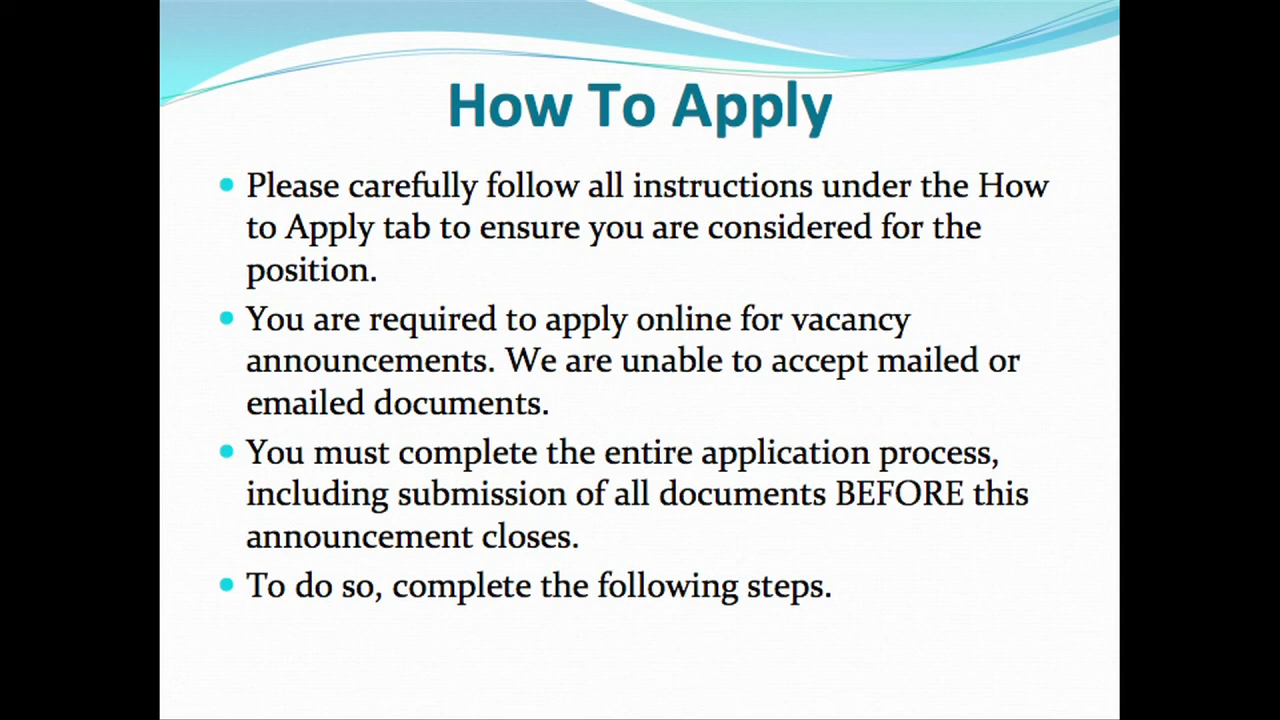 How To Apply
Please carefully follow all instructions under the How
to Apply tab to ensure you are considered for the
position.
You are required to apply online for vacancy
announcements. We are unable to accept mailed or
emailed documents.
You must complete the entire application process,
including submission of all documents BEFORE this
announcement closes.
To do so, complete the following steps.